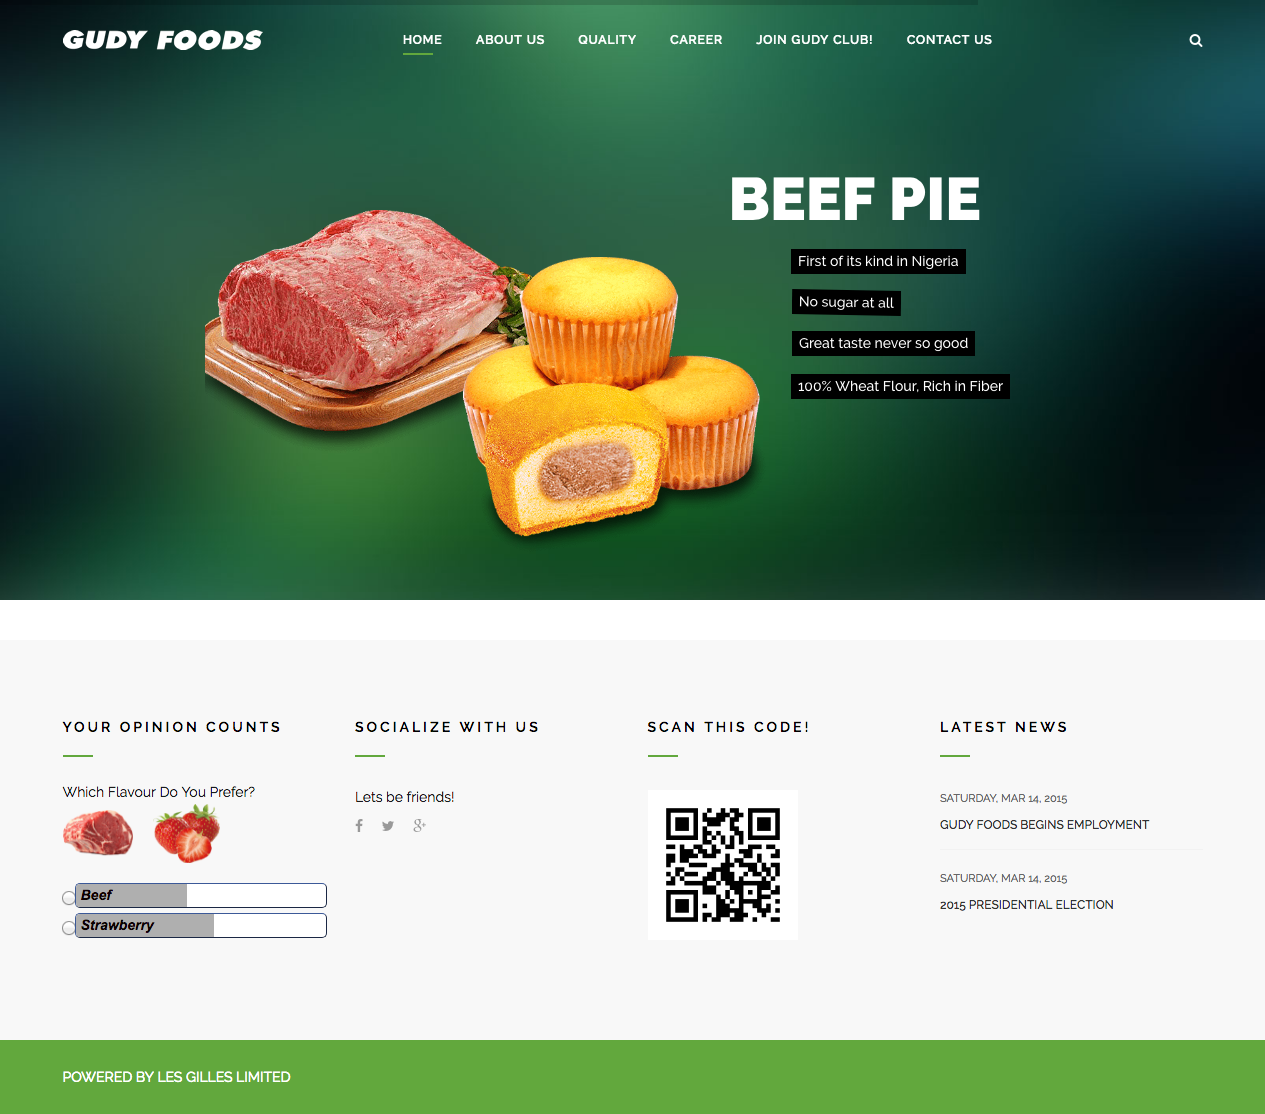 GUDY FOODS
HOME ABOUT US QUALITY CAREER JOIN GUDY CLUB! CONTACT US
BEEF PIE
First of its kind in Nigeria
No sugar at all
Great taste never so good
100% Wheat Flour, Rich in Fiber
YOUR OPINION COUNTS
Which Flavour Do You Prefer?
Beef
Strawberry
SOCIALIZE WITH US
Lets be friends!
SCAN THIS CODE!
LATEST NEWS
SATURDAY, MAR 14, 2015
GUDY FOODS BEGINS EMPLOYMENT
SATURDAY, MAR 14, 2015
2015 PRESIDENTIAL ELECTION
POWERED BY LES GILLES LIMITED